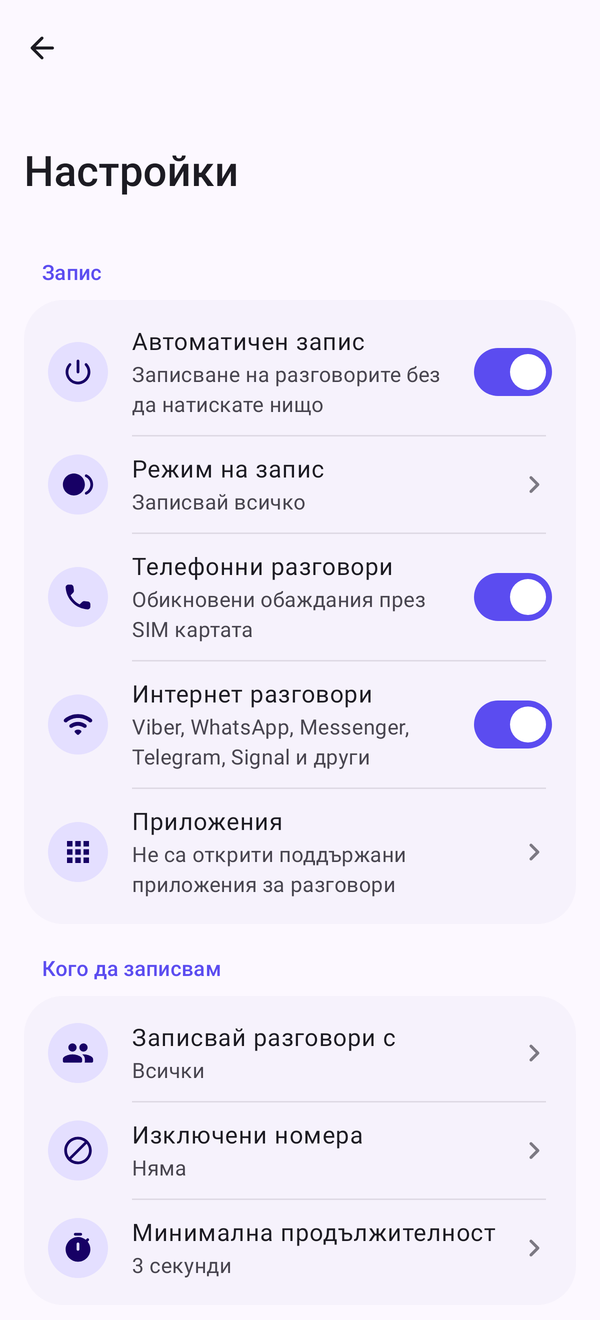 Настройки
Запис
Автоматичен запис
Записване на разговорите без
да натискате нищо
Режим на запис
Записвай всичко
Телефонни разговори
Обикновени обаждания през
SIM картата
Интернет разговори
Viber, WhatsApp, Messenger,
Telegram, Signal и други
Приложения
Не са открити поддържани
приложения за разговори
Кого да записвам
Записвай разговори с
Всички
Изключени номера
Няма
Минимална продължителност
3 секунди